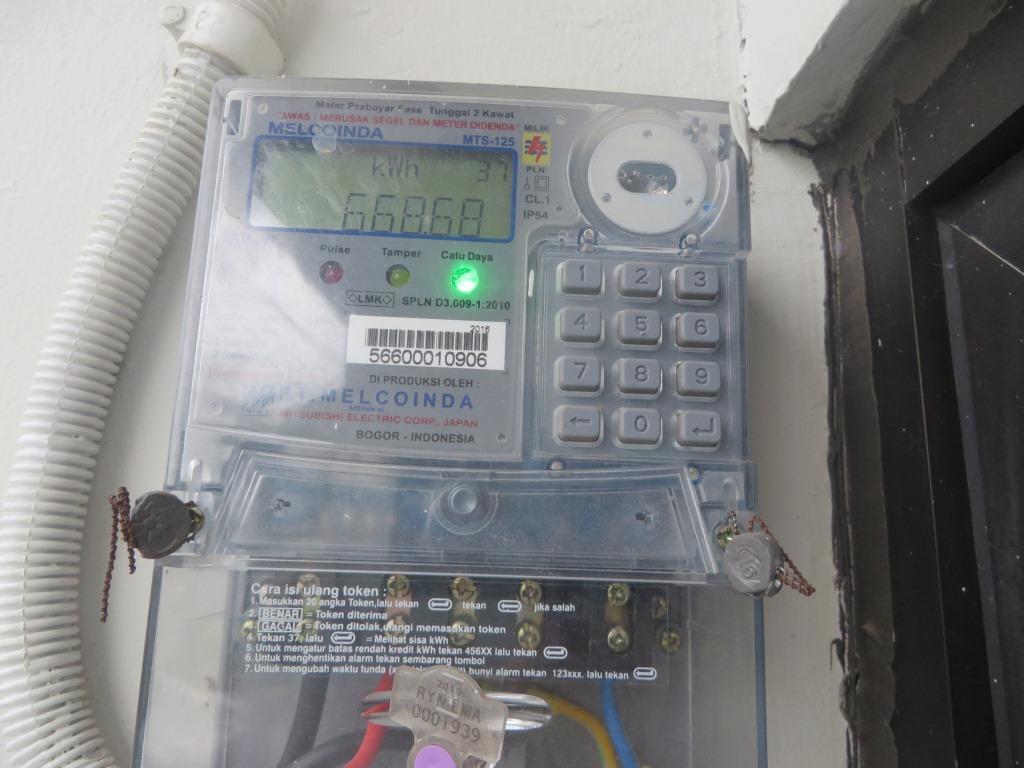 Meter Prabayar Fase Tunggal 2 Kawat
"AWAS ! MERUSAK SEGEL DAN METER DIDENDA"
MELCOINDA
MTS-125
MILIK
PLN
CL.1
IP54
kWh 37
668.68
Pulse Tamper Catu Daya
LMK SPLN D3.009-1:2010
2016
56600010906
DI PRODUKSI OLEH :
PT. MELCOINDA
Affiliate of
MITSUBISHI ELECTRIC CORP., JAPAN
BOGOR - INDONESIA
1 2 3
4 5 6
7 8 9
← 0 ↵
Cara isi ulang token :
1. Masukkan 20 angka Token,lalu tekan tekan jika salah
2. BENAR = Token diterima
3. GAGAL = Token ditolak,ulangi memasukan token
4. Tekan 37 lalu = Melihat sisa kWh
5. Untuk mengatur batas rendah kredit kWh tekan 456XX lalu tekan
6. Untuk menghentikan alarm tekan sembarang tombol
7. Untuk mengubah waktu tunda bunyi alarm tekan 123xxx. lalu tekan
0001939